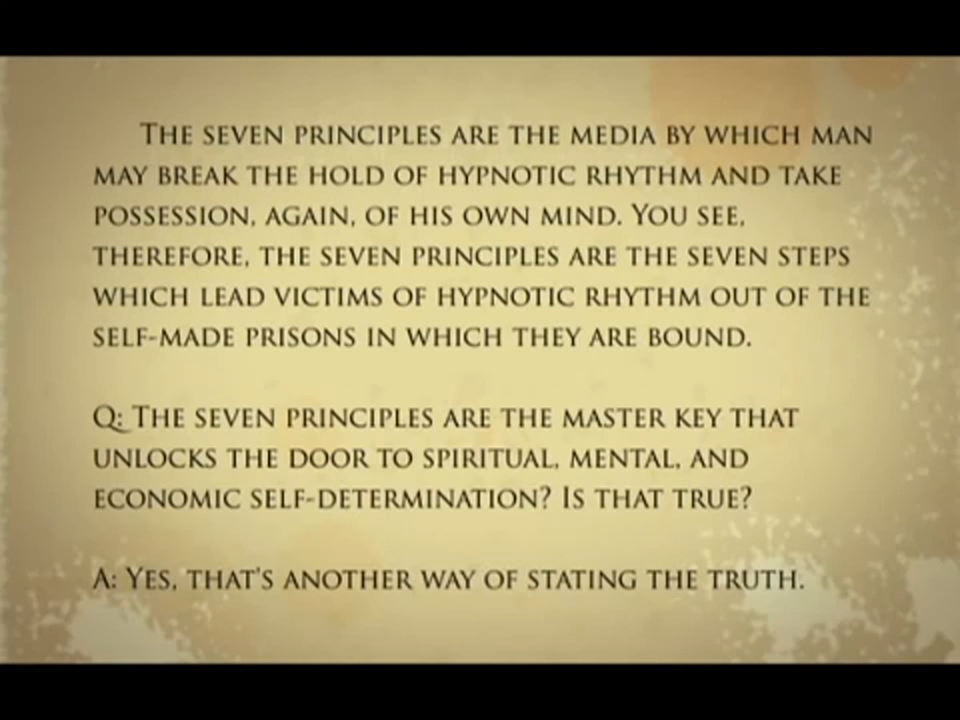 The seven principles are the media by which man
may break the hold of hypnotic rhythm and take
possession, again, of his own mind. You see,
therefore, the seven principles are the seven steps
which lead victims of hypnotic rhythm out of the
self-made prisons in which they are bound.
Q: The seven principles are the master key that
unlocks the door to spiritual, mental, and
economic self-determination? Is that true?
A: Yes, that's another way of stating the truth.